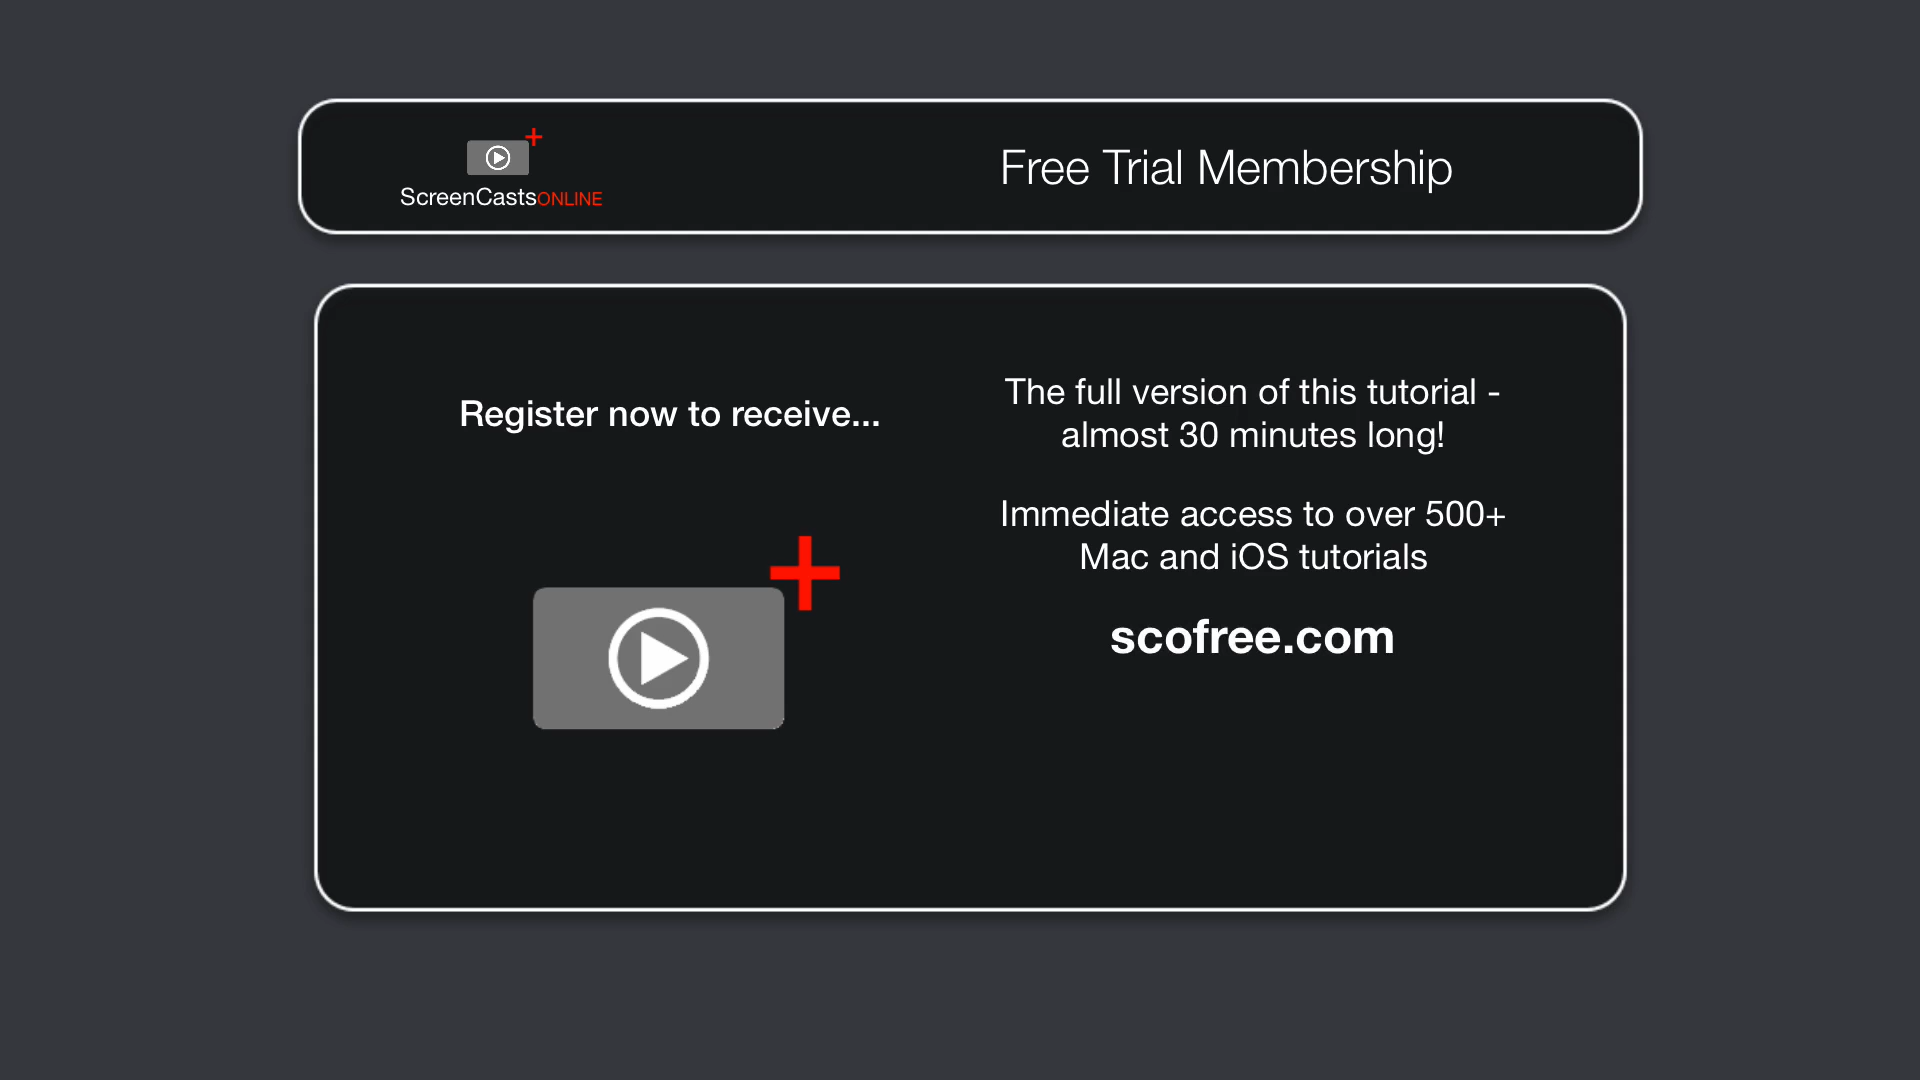 ScreenCastsONLINE
Free Trial Membership
Register now to receive...
The full version of this tutorial -
almost 30 minutes long!
Immediate access to over 500+
Mac and iOS tutorials
scofree.com